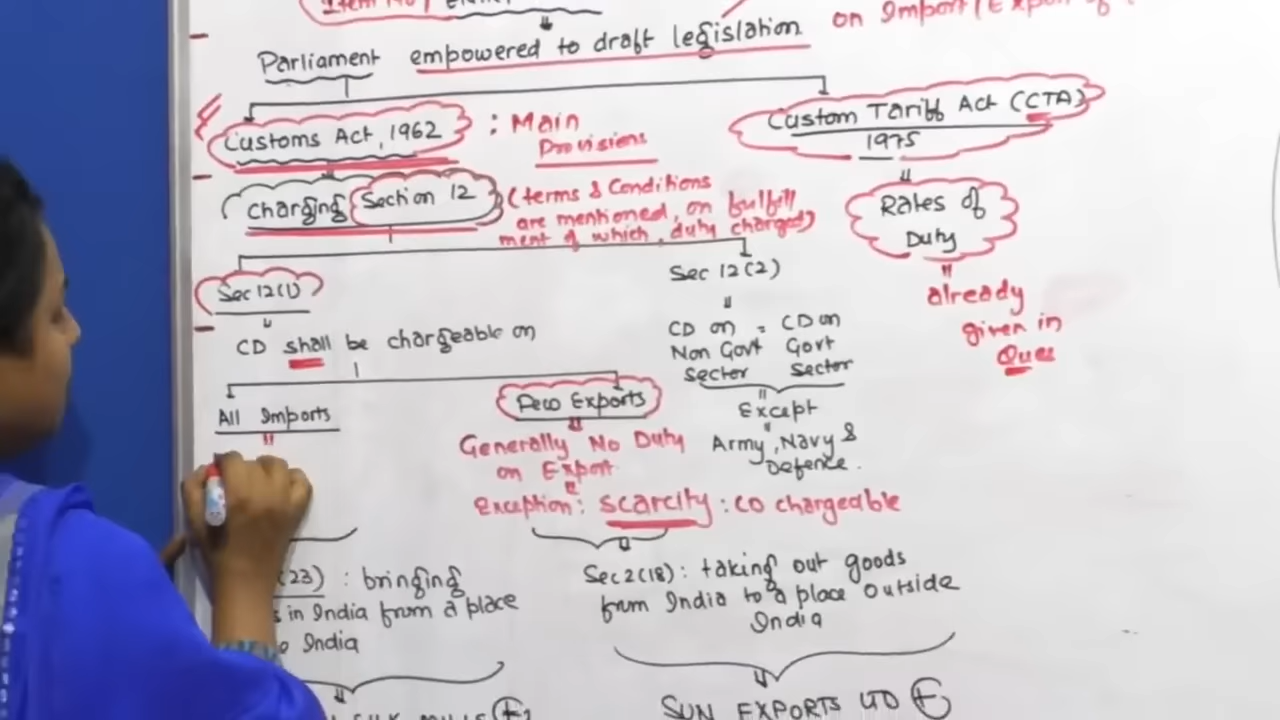 on Import/Export of
Parliament empowered to draft legislation
Customs Act, 1962 : Main
Provisions
Custom Tariff Act (CTA)
1975
Charging Section 12 (terms & Conditions
are mentioned, on fulfill
ment of which, duty charged)
Rates of
Duty
already
given in
Ques
Sec 12(1)
CD shall be chargeable on
Sec 12(2)
CD on = CD on
Non Govt Govt
Sector Sector
Except
Army, Navy &
Defence.
All Imports
Few Exports
Generally No Duty
on Export
Exception: scarcity : CD chargeable
(23) : bringing
s in India from a place
India
Sec 2(18): taking out goods
from India to a place outside
India
SILK MILLS
SUN EXPORTS LTD